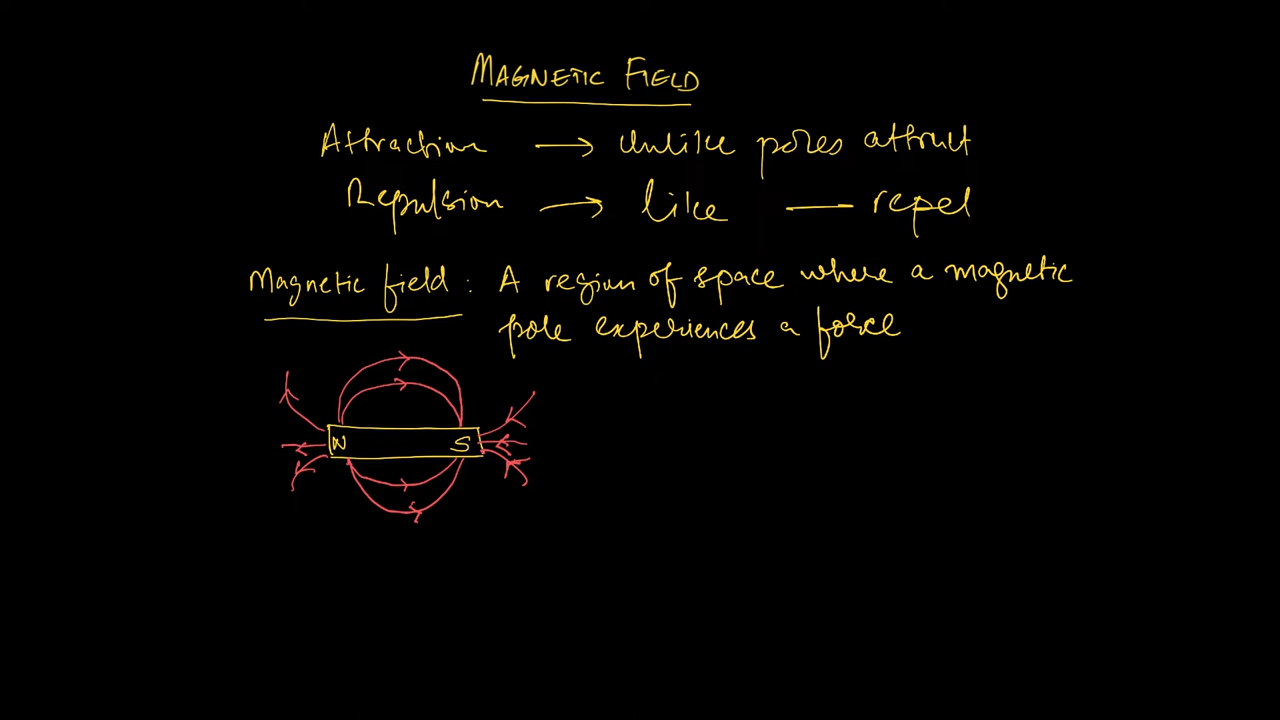 MAGNETIC FIELD
Attraction → Unlike poles attract
Repulsion → like — repel
Magnetic field : A region of space where a magnetic
pole experiences a force
N S